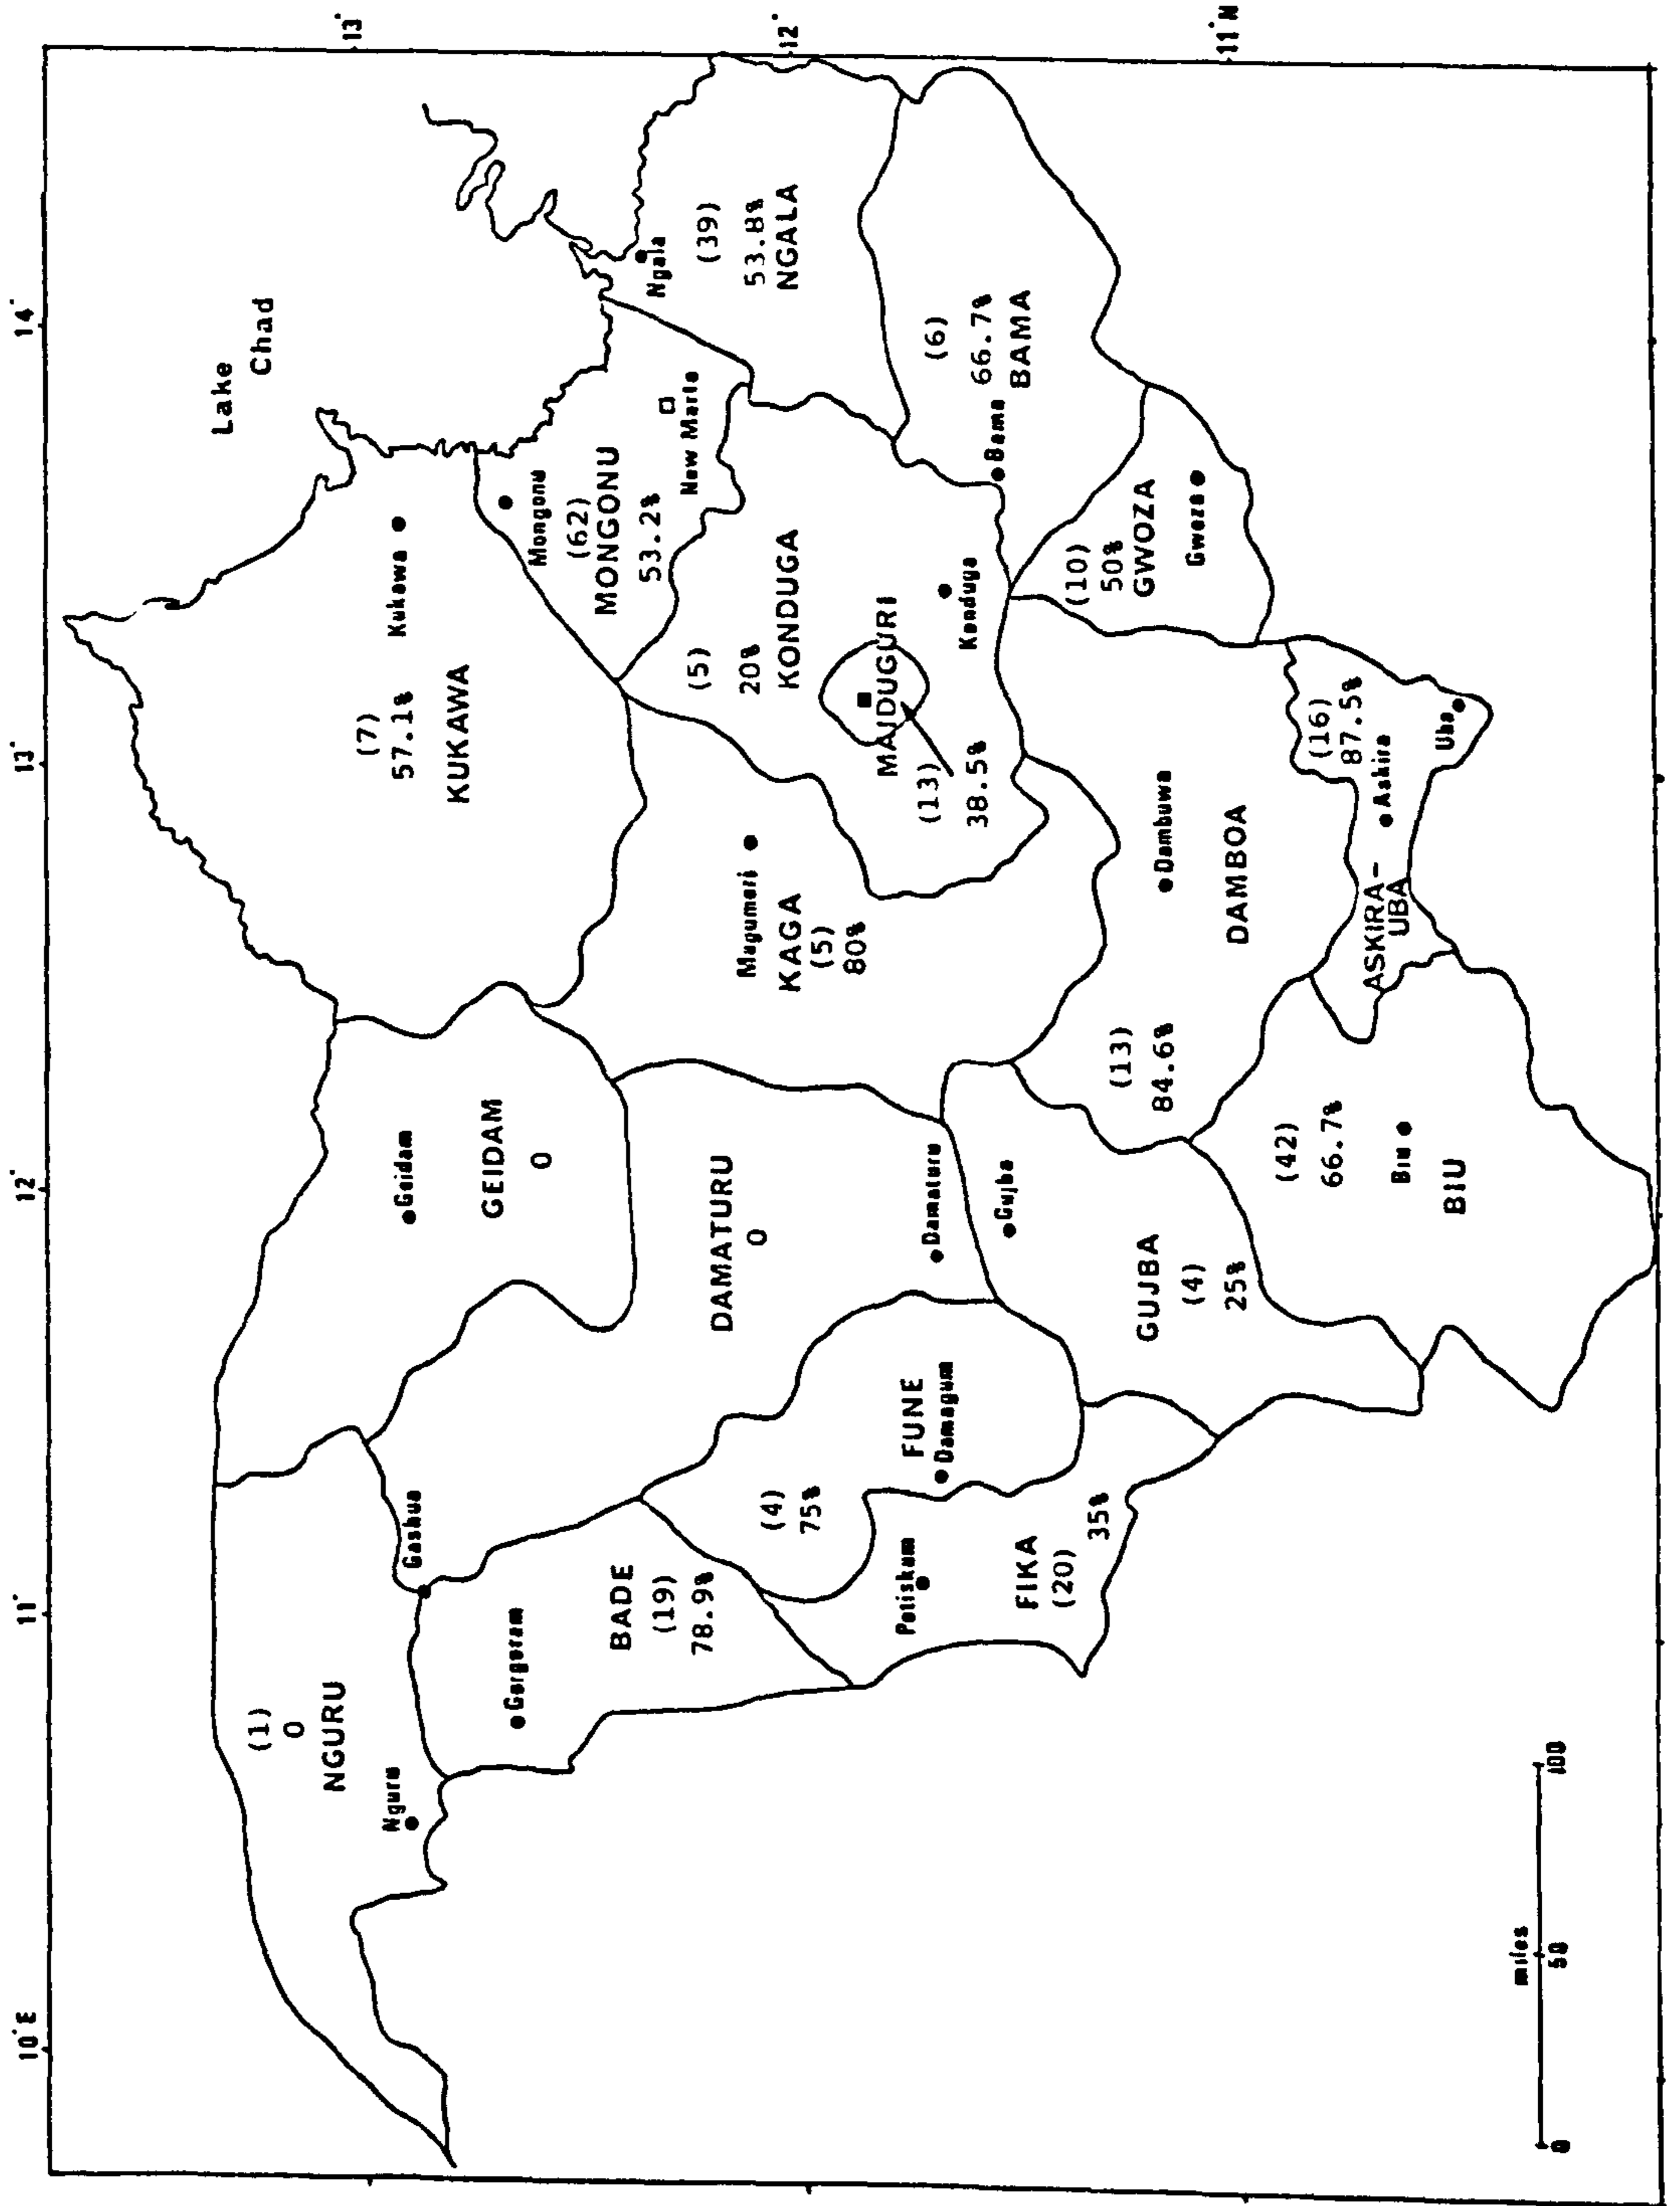 10°E
11°
12°
13°
14°
13°
12°
11°N
Lake
Chad
(1)
0
NGURU
Nguru
Gashua
Gorgoram
BADE
(19)
78.9%
Geidam
GEIDAM
0
(7)
57.1%
KUKAWA
Kukawa
Mongonu
(62)
MONGONU
53.2%
New Marte
Ngala
(39)
53.8%
NGALA
DAMATURU
0
Damaturu
Magumeri
KAGA
(5)
80%
(5)
20%
KONDUGA
MAIDUGURI
(13)
38.5%
Konduga
(6)
66.7%
BAMA
Bama
(4)
75%
FUNE
Damagum
Potiskum
FIKA
(20)
35%
Gujba
GUJBA
(4)
25%
(13)
84.6%
Dambuwa
DAMBOA
(10)
50%
GWOZA
Gwoza
(16)
87.5%
Askira
Uba
ASKIRA-
UBA
(42)
66.7%
Biu
BIU
miles
0 50 100